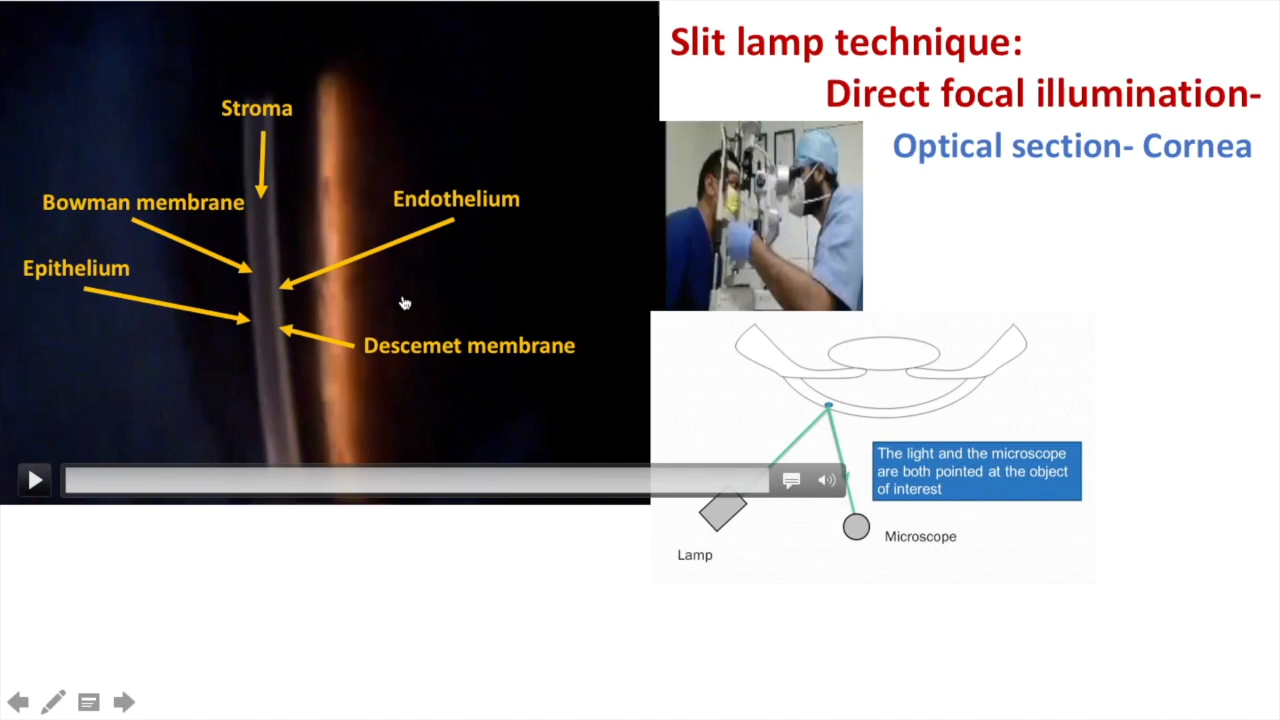 Slit lamp technique:
Direct focal illumination-
Optical section- Cornea
Stroma
Bowman membrane
Endothelium
Epithelium
Descemet membrane
The light and the microscope
are both pointed at the object
of interest
Lamp
Microscope